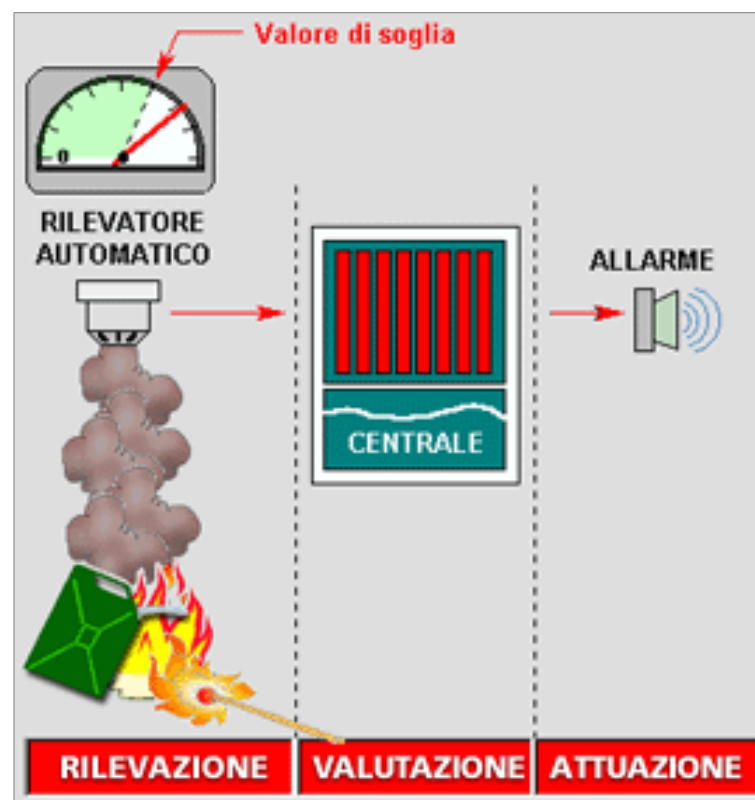 Valore di soglia
0
RILEVATORE
AUTOMATICO
ALLARME
CENTRALE
RILEVAZIONE
VALUTAZIONE
ATTUAZIONE